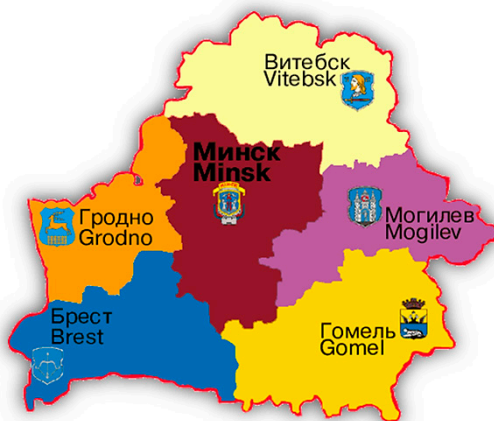 Витебск
Vitebsk
Минск
Minsk
Гродно
Grodno
Могилев
Mogilev
Брест
Brest
Гомель
Gomel